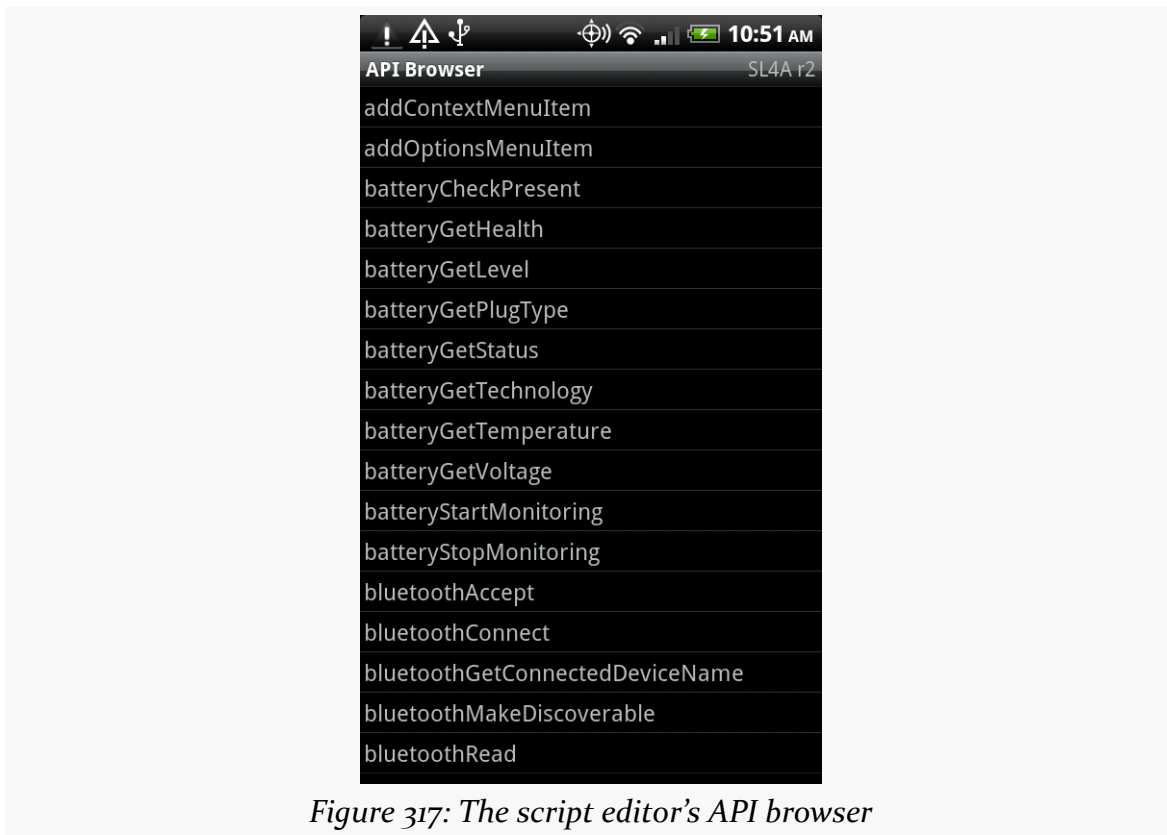 10:51 AM
API Browser SL4A r2
addContextMenuItem
addOptionsMenuItem
batteryCheckPresent
batteryGetHealth
batteryGetLevel
batteryGetPlugType
batteryGetStatus
batteryGetTechnology
batteryGetTemperature
batteryGetVoltage
batteryStartMonitoring
batteryStopMonitoring
bluetoothAccept
bluetoothConnect
bluetoothGetConnectedDeviceName
bluetoothMakeDiscoverable
bluetoothRead
Figure 317: The script editor’s API browser